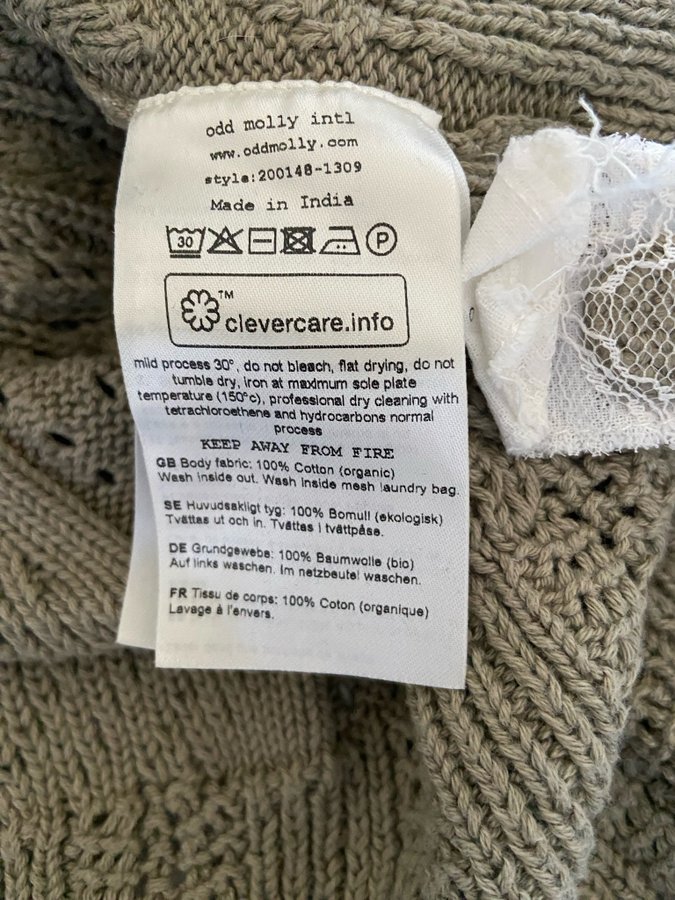 odd molly intl
www.oddmolly.com
style:200148-1309
Made in India
30 P
TM
clevercare.info
mild process 30°, do not bleach, flat drying, do not
tumble dry, iron at maximum sole plate
temperature (150°c), professional dry cleaning with
tetrachloroethene and hydrocarbons normal
process
KEEP AWAY FROM FIRE
GB Body fabric: 100% Cotton (organic)
Wash inside out. Wash inside mesh laundry bag.
SE Huvudsakligt tyg: 100% Bomull (ekologisk)
Tvättas ut och in. Tvättas i tvättpåse.
DE Grundgewebe: 100% Baumwolle (bio)
Auf links waschen. Im netzbeutel waschen.
FR Tissu de corps: 100% Coton (organique)
Lavage à l'envers.